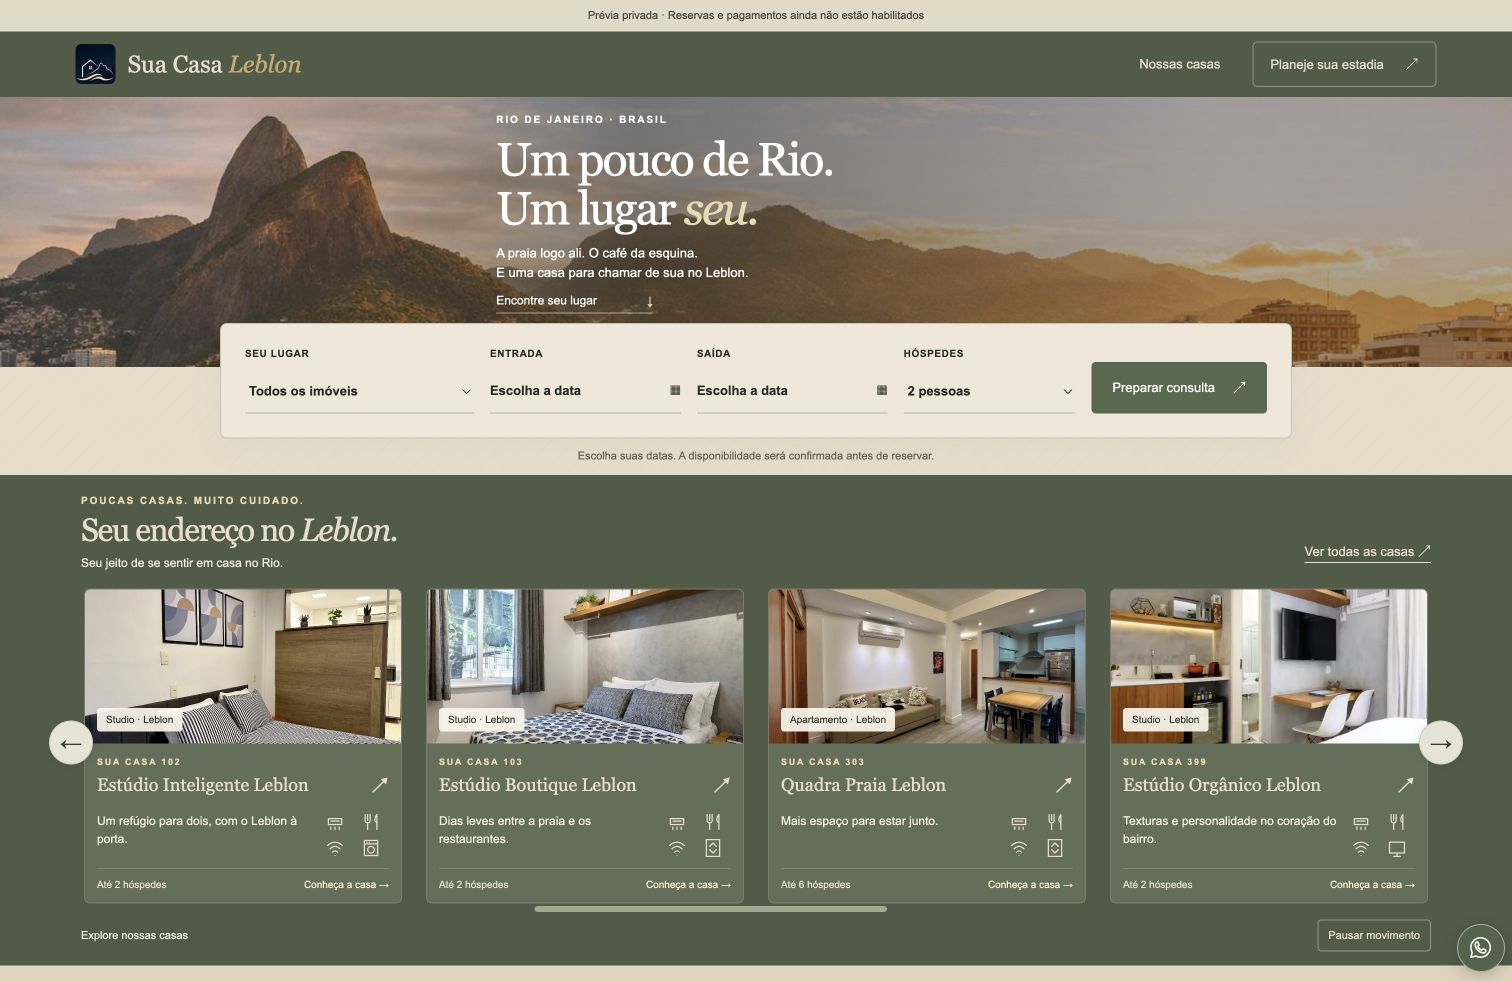 Prévia privada · Reservas e pagamentos ainda não estão habilitados
Sua Casa Leblon
Nossas casas
Planeje sua estadia
RIO DE JANEIRO · BRASIL
Um pouco de Rio.
Um lugar seu.
A praia logo ali. O café da esquina.
E uma casa para chamar de sua no Leblon.
Encontre seu lugar ↓
SEU LUGAR
Todos os imóveis
ENTRADA
Escolha a data
SAÍDA
Escolha a data
HÓSPEDES
2 pessoas
Preparar consulta
Escolha suas datas. A disponibilidade será confirmada antes de reservar.
POUCAS CASAS. MUITO CUIDADO.
Seu endereço no Leblon.
Seu jeito de se sentir em casa no Rio.
Ver todas as casas
Studio · Leblon
SUA CASA 102
Estúdio Inteligente Leblon
Um refúgio para dois, com o Leblon à
porta.
Até 2 hóspedes
Conheça a casa →
Studio · Leblon
SUA CASA 103
Estúdio Boutique Leblon
Dias leves entre a praia e os
restaurantes.
Até 2 hóspedes
Conheça a casa →
Apartamento · Leblon
SUA CASA 303
Quadra Praia Leblon
Mais espaço para estar junto.
Até 6 hóspedes
Conheça a casa →
Studio · Leblon
SUA CASA 399
Estúdio Orgânico Leblon
Texturas e personalidade no coração do
bairro.
Até 2 hóspedes
Conheça a casa →
Explore nossas casas
Pausar movimento